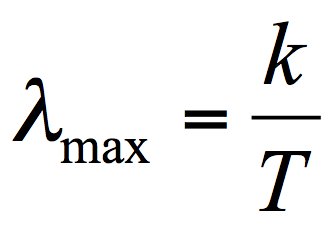 λmax = k/T